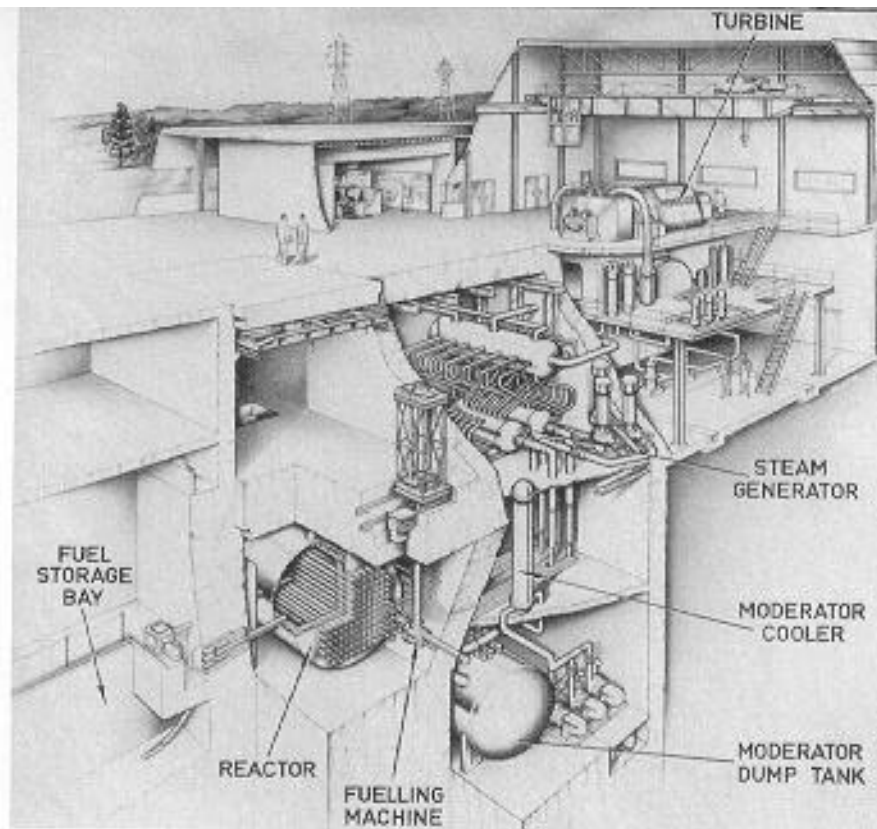 TURBINE
STEAM
GENERATOR
FUEL
STORAGE
BAY
MODERATOR
COOLER
REACTOR
FUELLING
MACHINE
MODERATOR
DUMP TANK